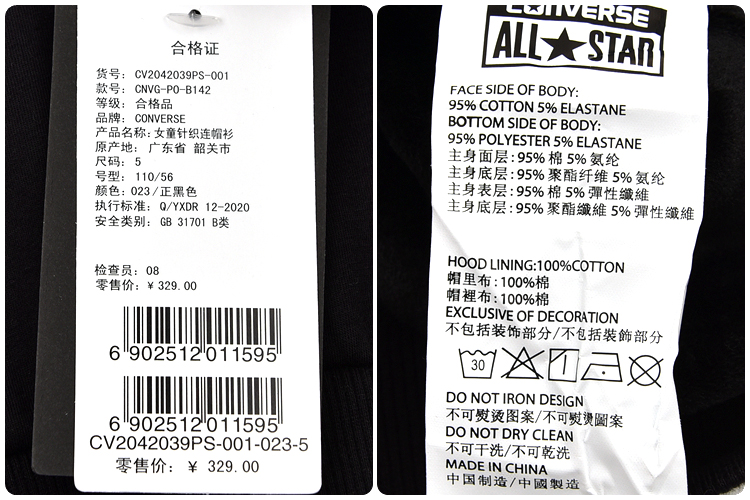 合格证
货号: CV2042039PS-001
款号: CNVG-PO-B142
等级: 合格品
品牌: CONVERSE
产品名称: 女童针织连帽衫
原产地: 广东省 韶关市
尺码: 5
号型: 110/56
颜色: 023/正黑色
执行标准: Q/YXDR 12-2020
安全类别: GB 31701 B类
检查员: 08
零售价: ¥ 329.00
6 902512 011595
6 902512 011595
CV2042039PS-001-023-5
零售价: ¥ 329.00
CONVERSE
ALL★STAR
FACE SIDE OF BODY:
95% COTTON 5% ELASTANE
BOTTOM SIDE OF BODY:
95% POLYESTER 5% ELASTANE
主身面层: 95% 棉 5% 氨纶
主身底层: 95% 聚酯纤维 5% 氨纶
主身表层: 95% 棉 5% 彈性纖維
主身底层: 95% 聚酯纖維 5% 彈性纖維
HOOD LINING:100%COTTON
帽里布: 100%棉
帽裡布: 100%棉
EXCLUSIVE OF DECORATION
不包括装饰部分/不包括裝飾部分
30
DO NOT IRON DESIGN
不可熨烫图案/不可熨燙圖案
DO NOT DRY CLEAN
不可干洗/不可乾洗
MADE IN CHINA
中国制造/中國製造